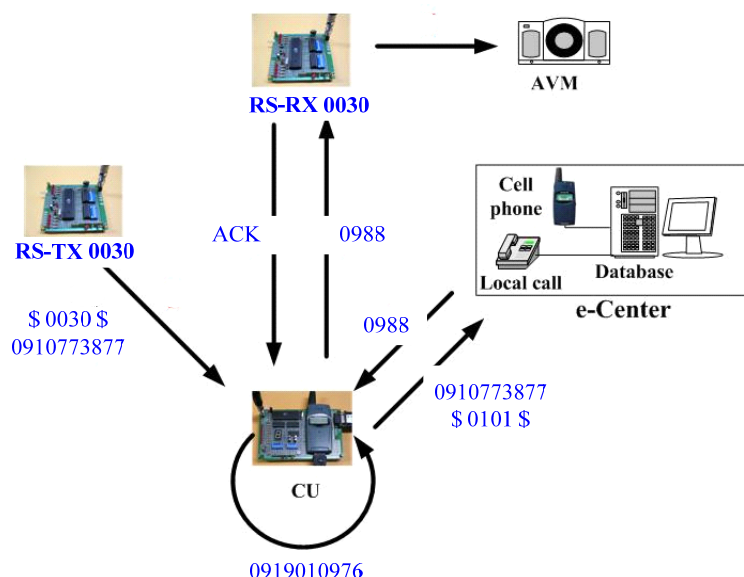 AVM
RS-RX 0030
Cell
phone
RS-TX 0030
ACK
0988
Local call
Database
e-Center
$ 0030 $
0910773877
0988
0910773877
$ 0101 $
CU
0919010976